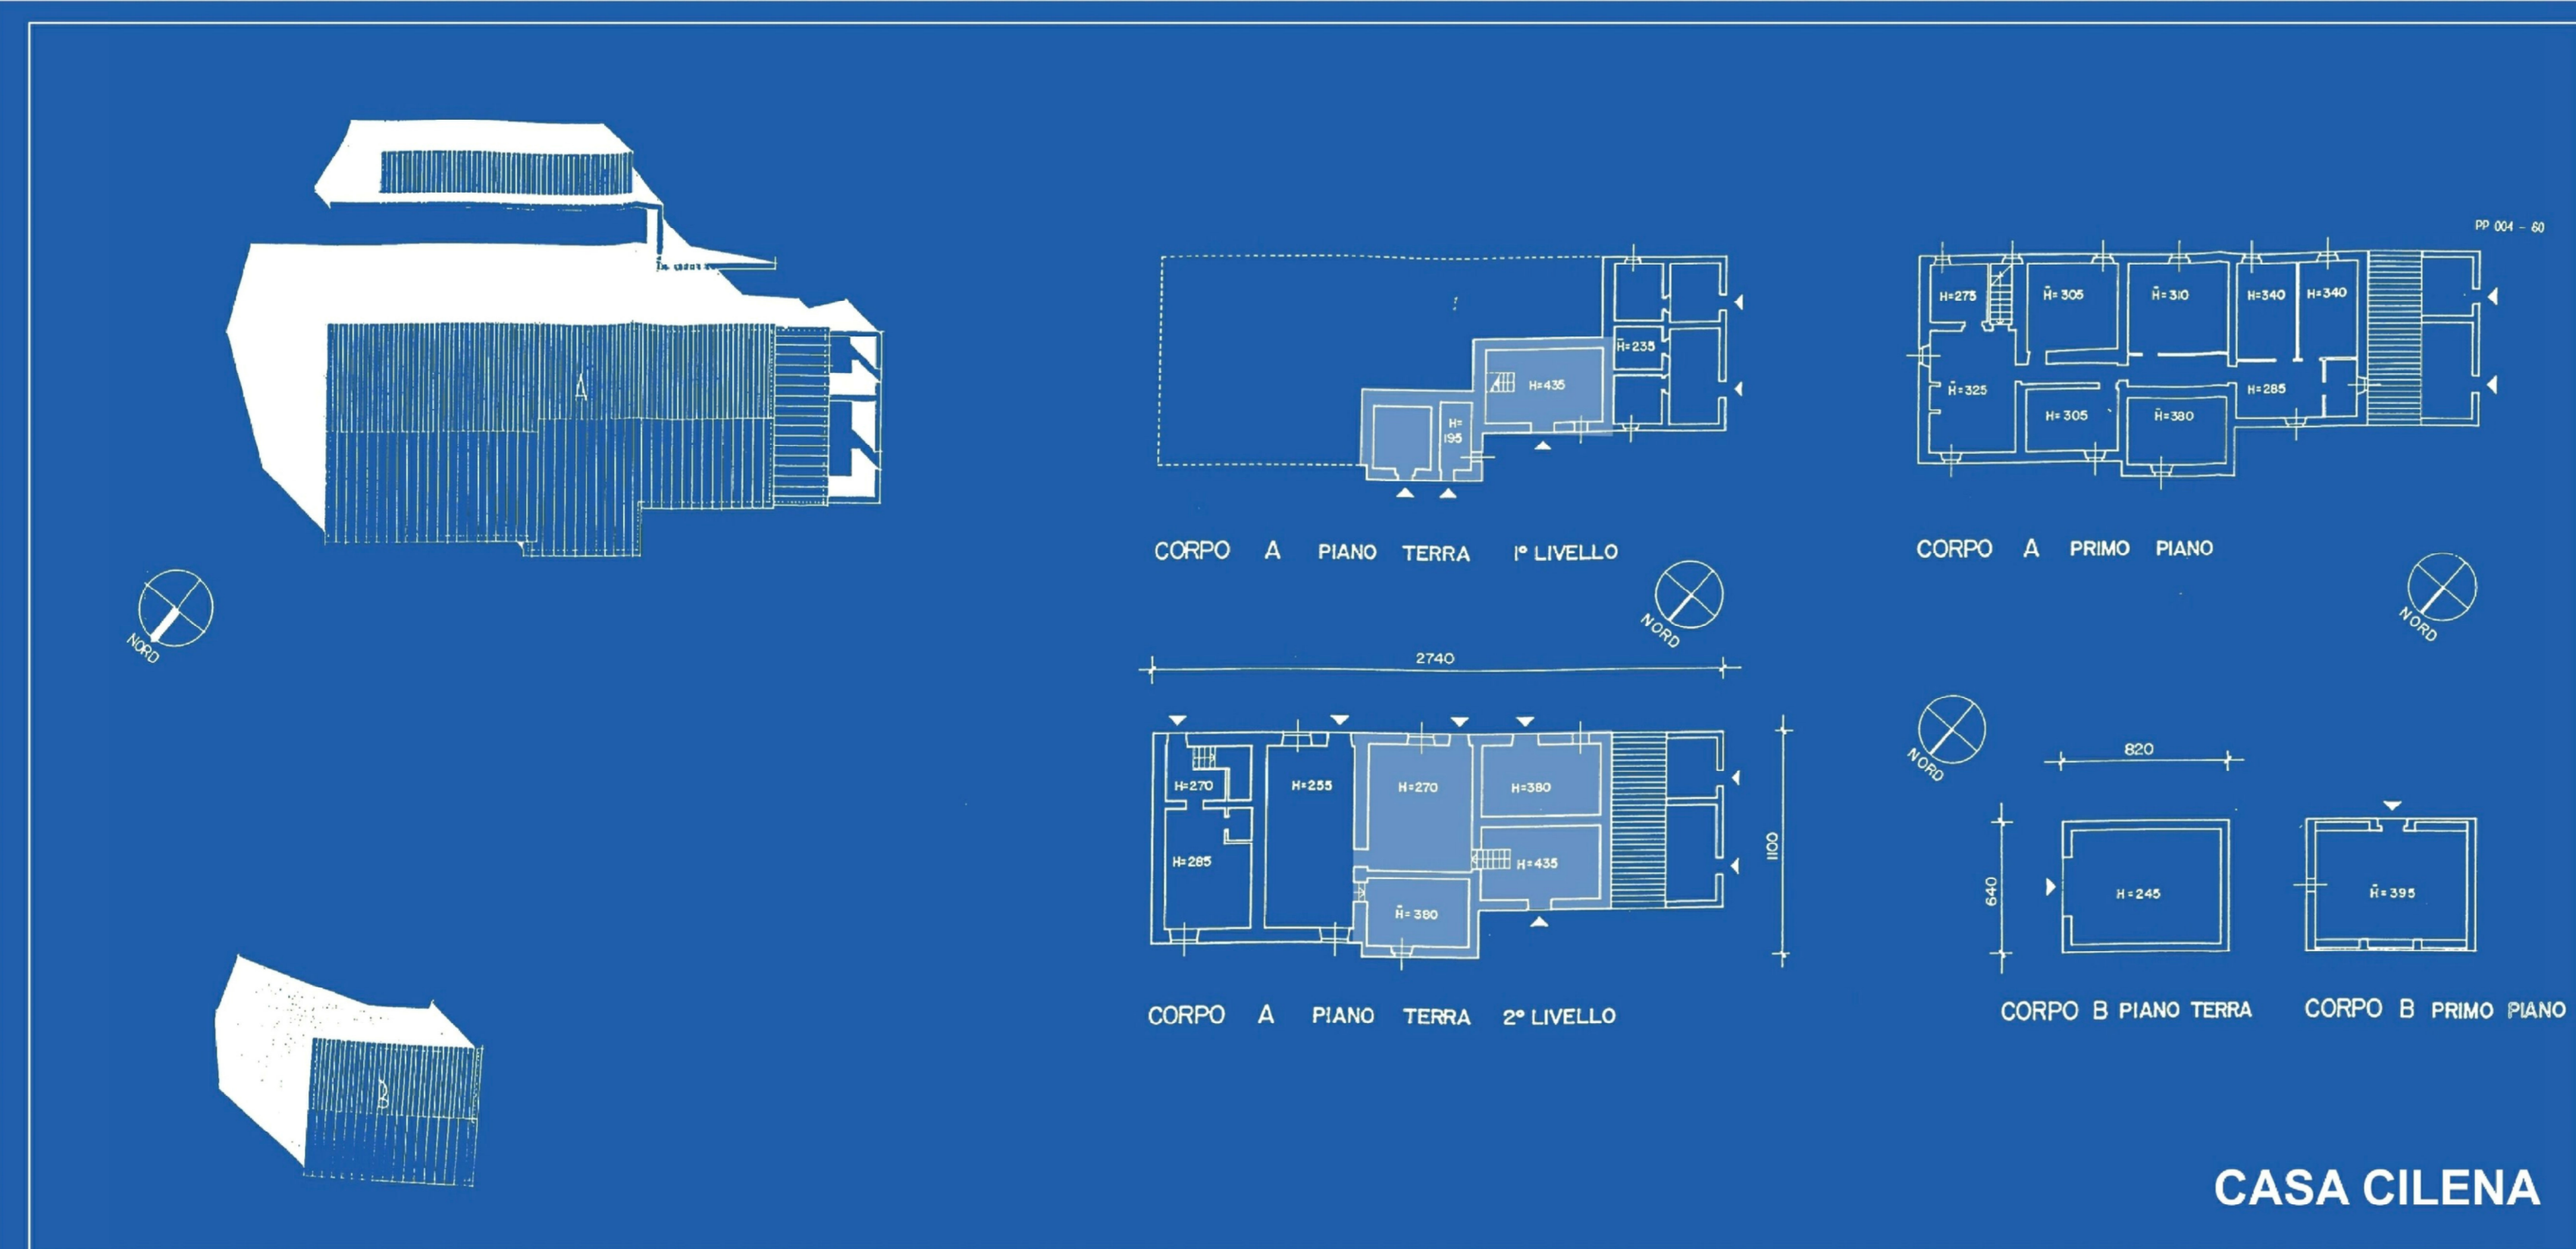 PP 004 - 60
A
H=435
H=
195
H̄=235
CORPO A PIANO TERRA 1° LIVELLO
NORD
H=275
H̄=305
H̄=310
H=340
H=340
H̄=325
H=305
H̄=380
H=285
CORPO A PRIMO PIANO
NORD
NORD
2740
1100
H=270
H=255
H=270
H=380
H=285
H=435
H̄=380
CORPO A PIANO TERRA 2° LIVELLO
NORD
820
640
H=245
H̄=395
CORPO B PIANO TERRA
CORPO B PRIMO PIANO
B
CASA CILENA